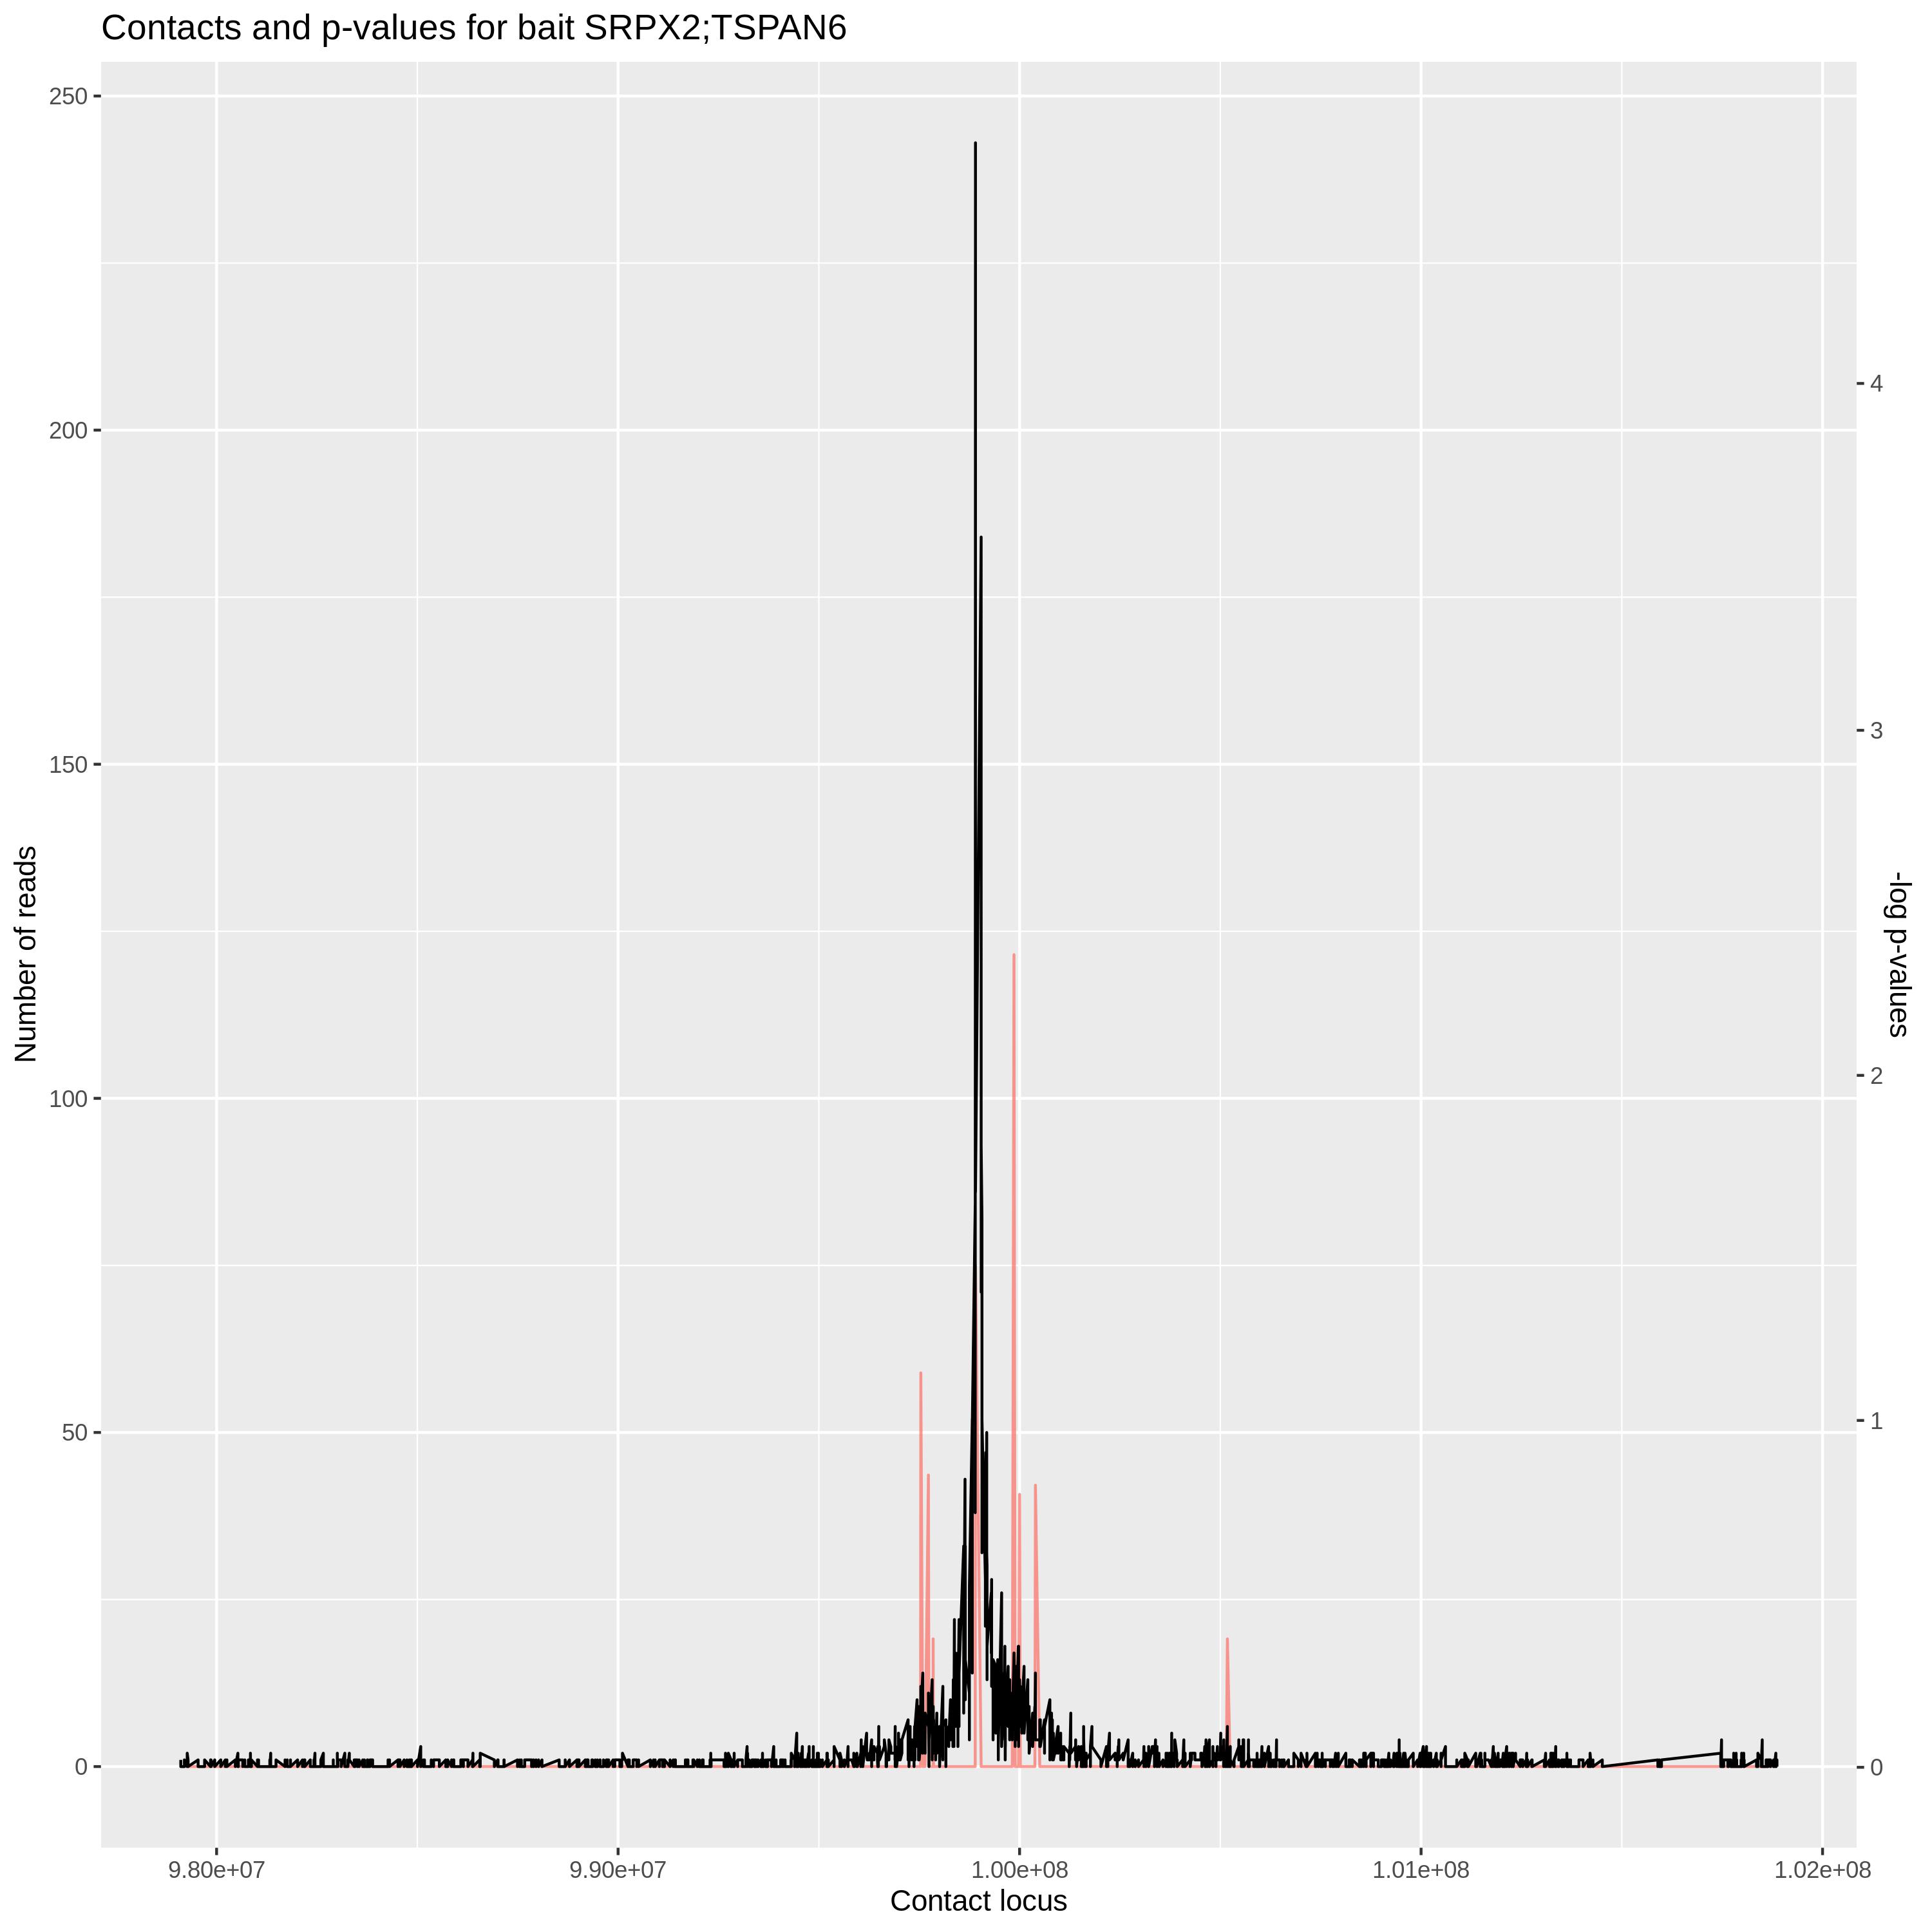 Contacts and p-values for bait SRPX2;TSPAN6
250
200
150
100
50
0
Number of reads
4
3
2
1
0
-log p-values
9.80e+07
9.90e+07
1.00e+08
1.01e+08
1.02e+08
Contact locus